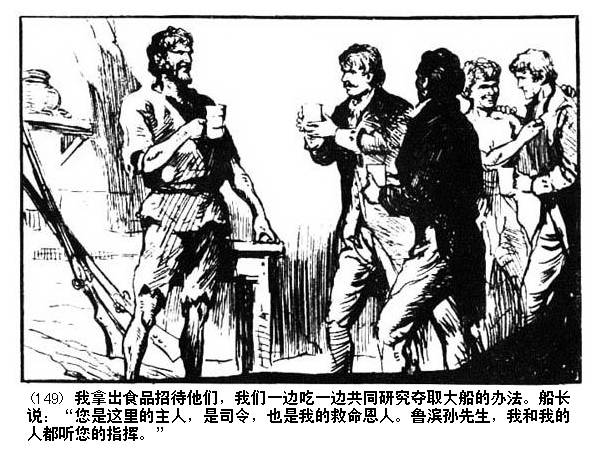 (149) 我拿出食品招待他们，我们一边吃一边共同研究夺取大船的办法。船长
说：“您是这里的主人，是司令，也是我的救命恩人。鲁滨孙先生，我和我的
人都听您的指挥。”